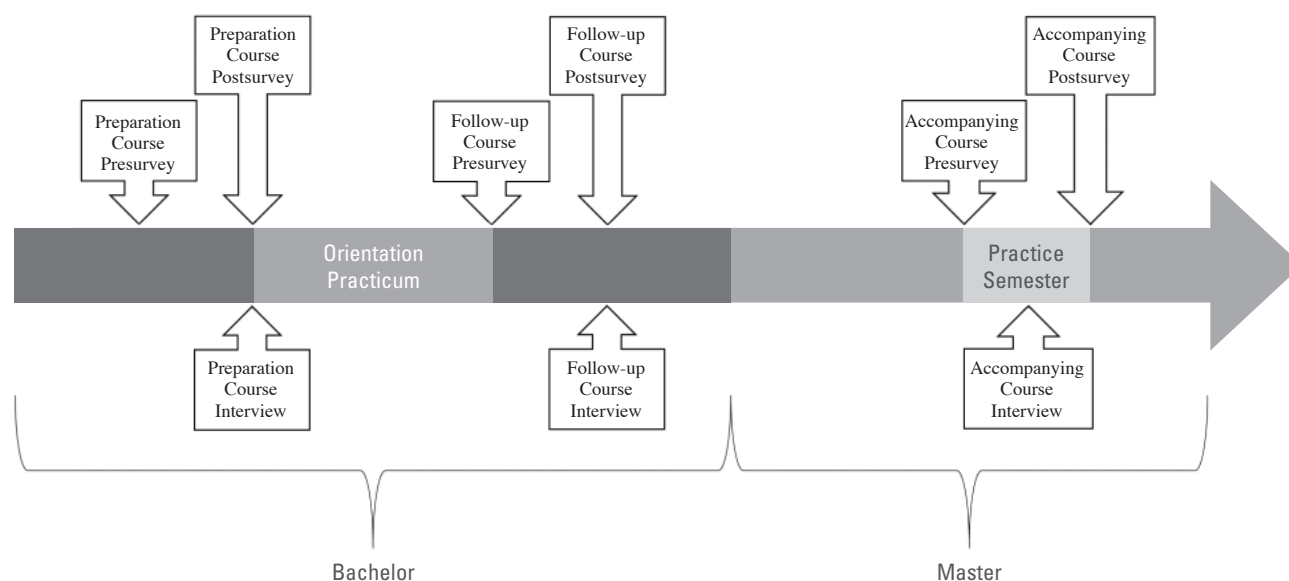 Preparation
Course
Postsurvey
Follow-up
Course
Postsurvey
Accompanying
Course
Postsurvey
Preparation
Course
Presurvey
Follow-up
Course
Presurvey
Accompanying
Course
Presurvey
Orientation
Practicum
Practice
Semester
Preparation
Course
Interview
Follow-up
Course
Interview
Accompanying
Course
Interview
Bachelor
Master